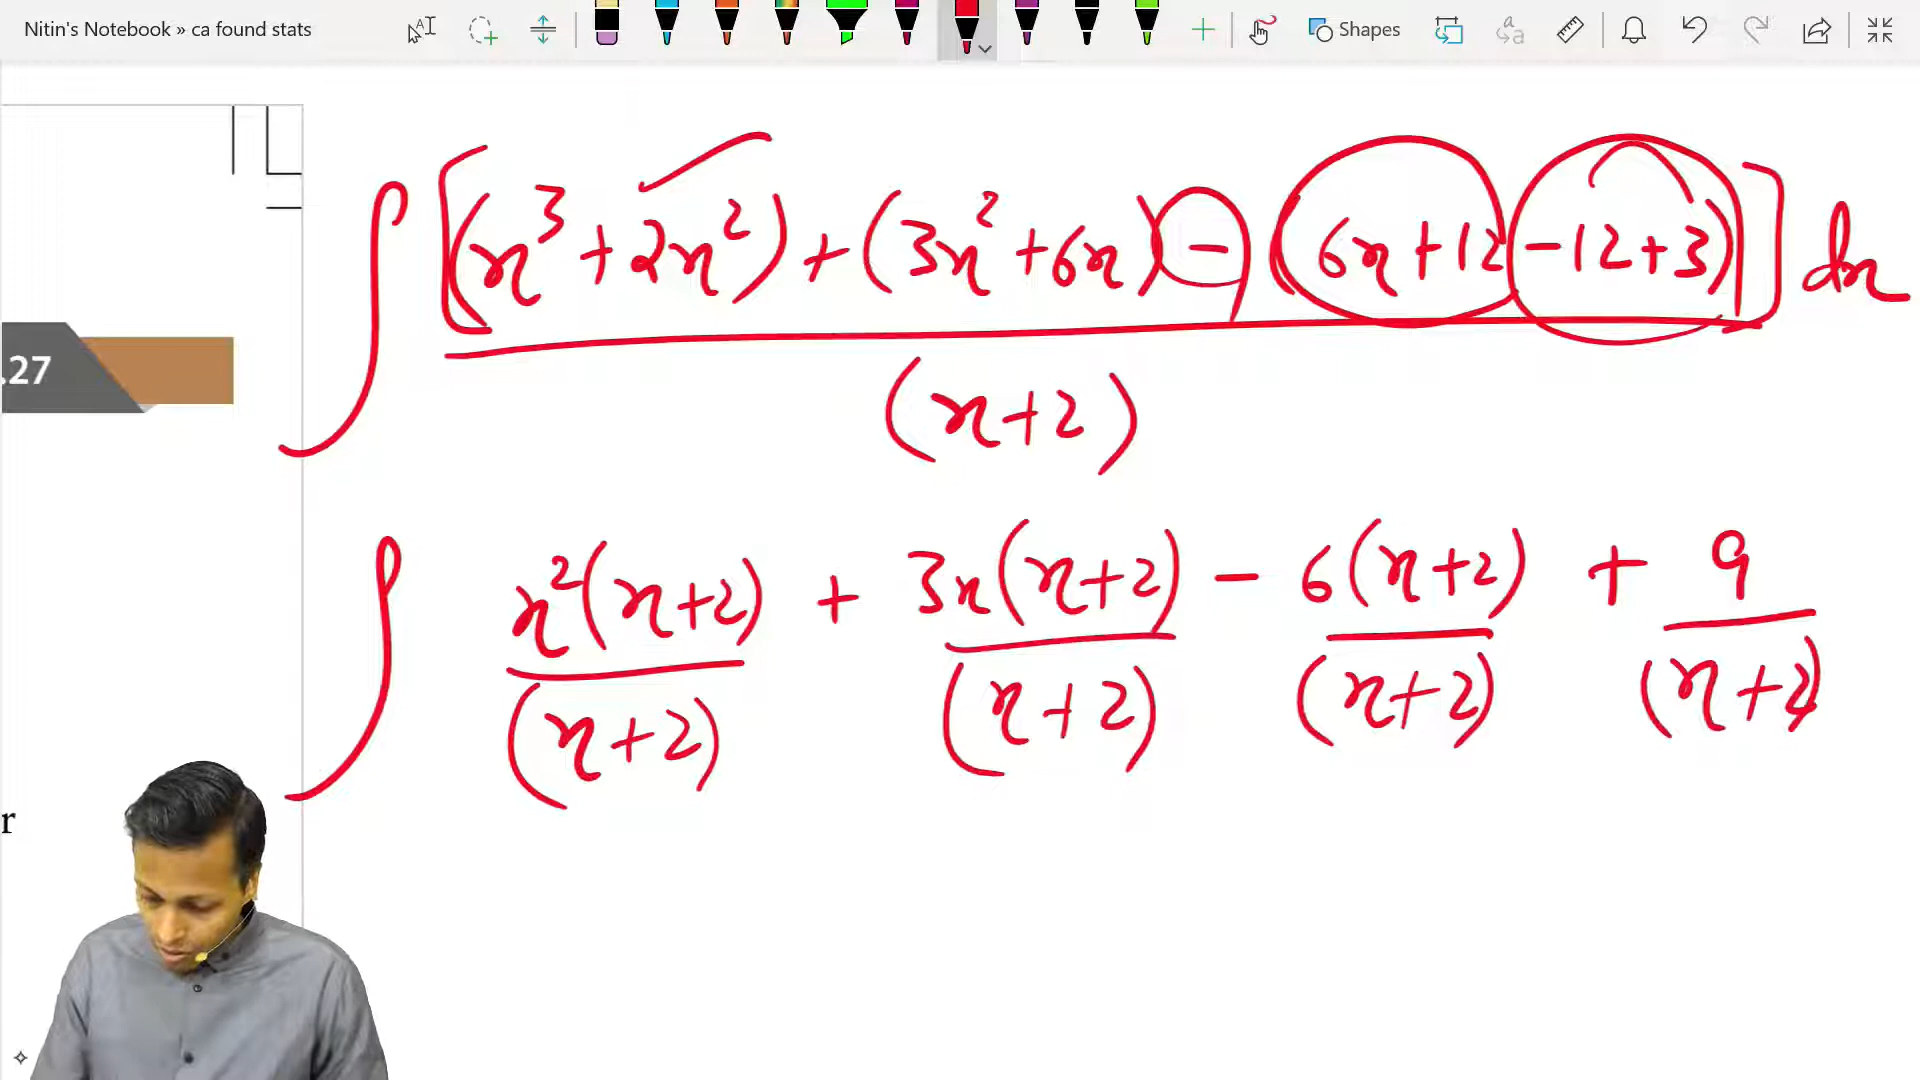 Nitin's Notebook » ca found stats
Shapes
∫ [(x³ + 2x²) + (3x² + 6x) - (6x + 12 - 12 + 3)] dx
(x + 2)
.27
∫ x²(x + 2) + 3x(x + 2) - 6(x + 2) + 9
(x + 2) (x + 2) (x + 2) (x + 2)
r